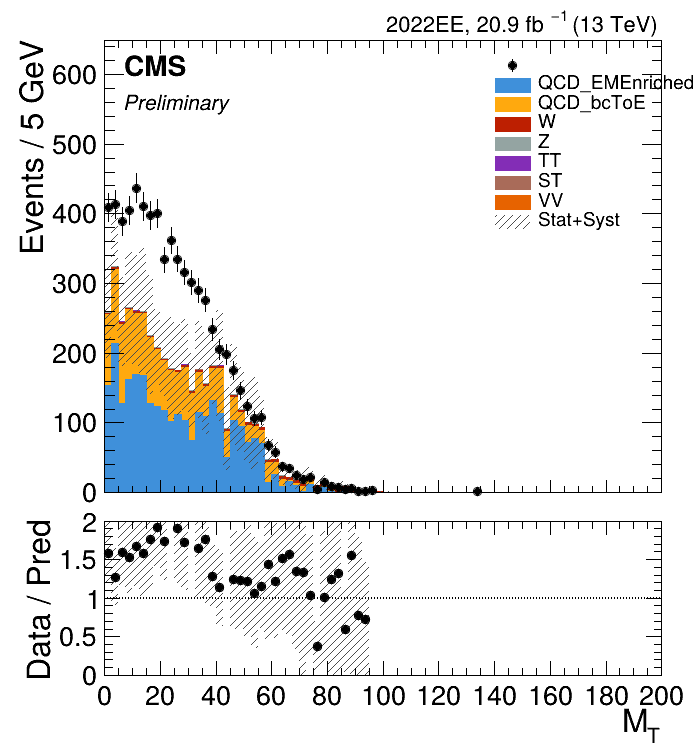 2022EE, 20.9 fb⁻¹ (13 TeV)
CMS
Preliminary
QCD_EMEnriched
QCD_bcToE
W
Z
TT
ST
VV
Stat+Syst
Events / 5 GeV
600
500
400
300
200
100
0
Data / Pred
2
1.5
1
0.5
0
0 20 40 60 80 100 120 140 160 180 200
M_T